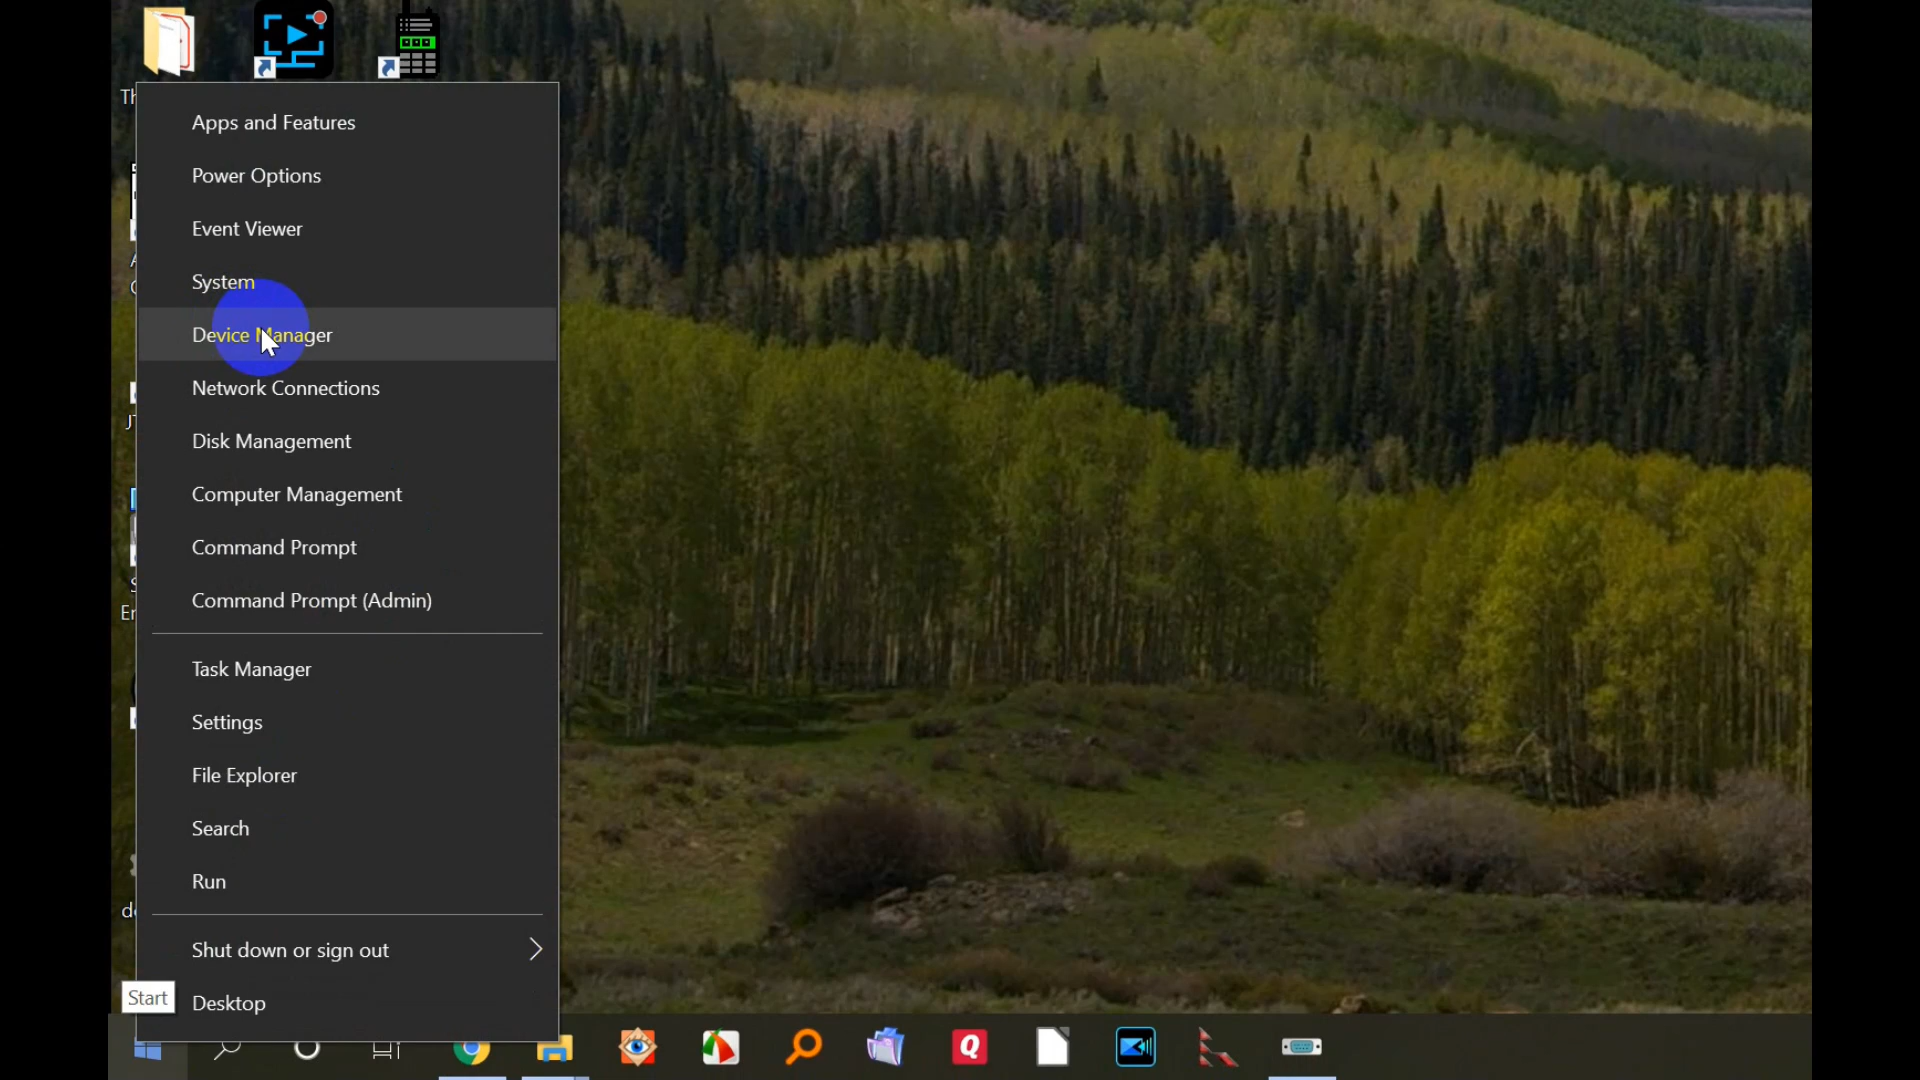 Th
Apps and Features
Power Options
Event Viewer
System
Device Manager
Network Connections
Disk Management
Computer Management
Command Prompt
Command Prompt (Admin)
Task Manager
Settings
File Explorer
Search
Run
Shut down or sign out
Start
Desktop
Q